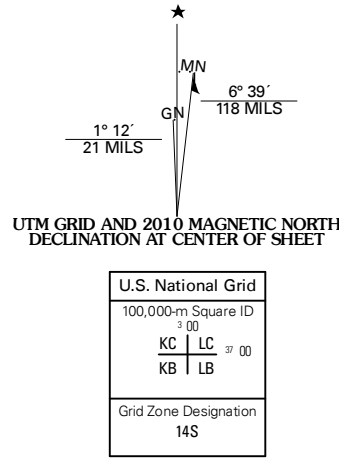 ★
MN
GN
6° 39´
118 MILS
1° 12´
21 MILS
UTM GRID AND 2010 MAGNETIC NORTH
DECLINATION AT CENTER OF SHEET
U.S. National Grid
100,000-m Square ID
3 00
KC LC 37 00
KB LB
Grid Zone Designation
14S